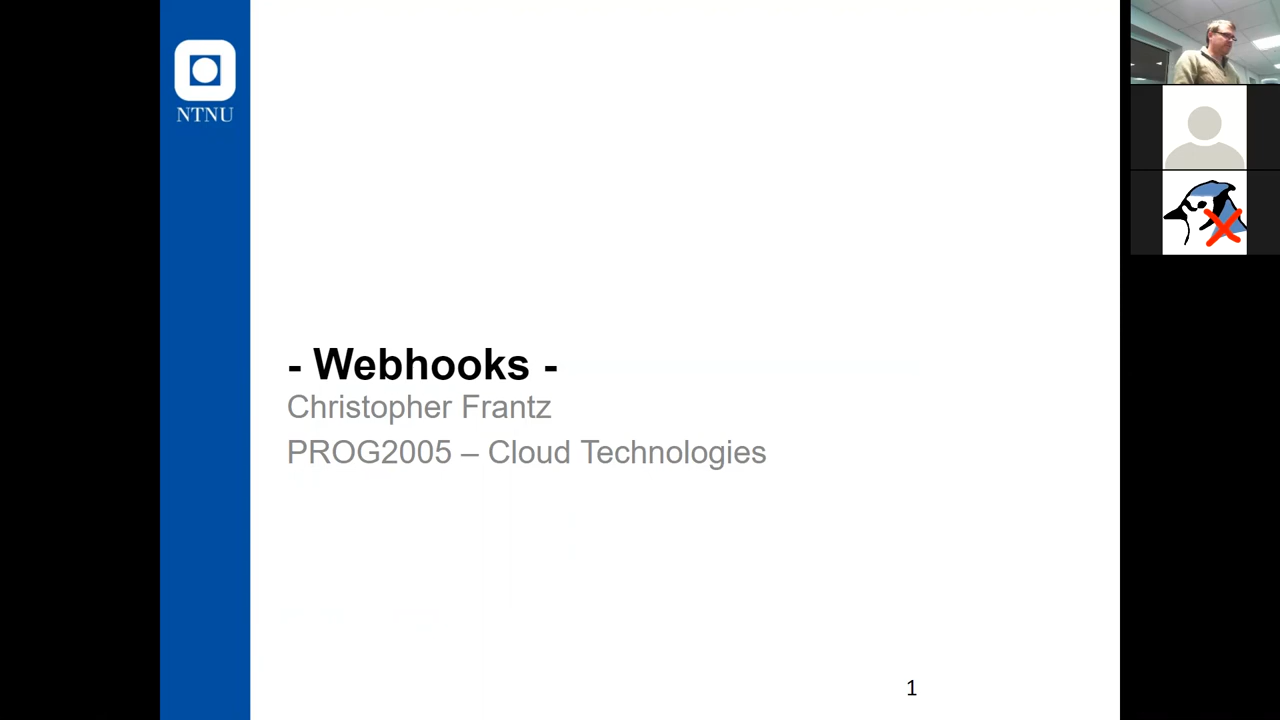 NTNU
- Webhooks -
Christopher Frantz
PROG2005 – Cloud Technologies
1